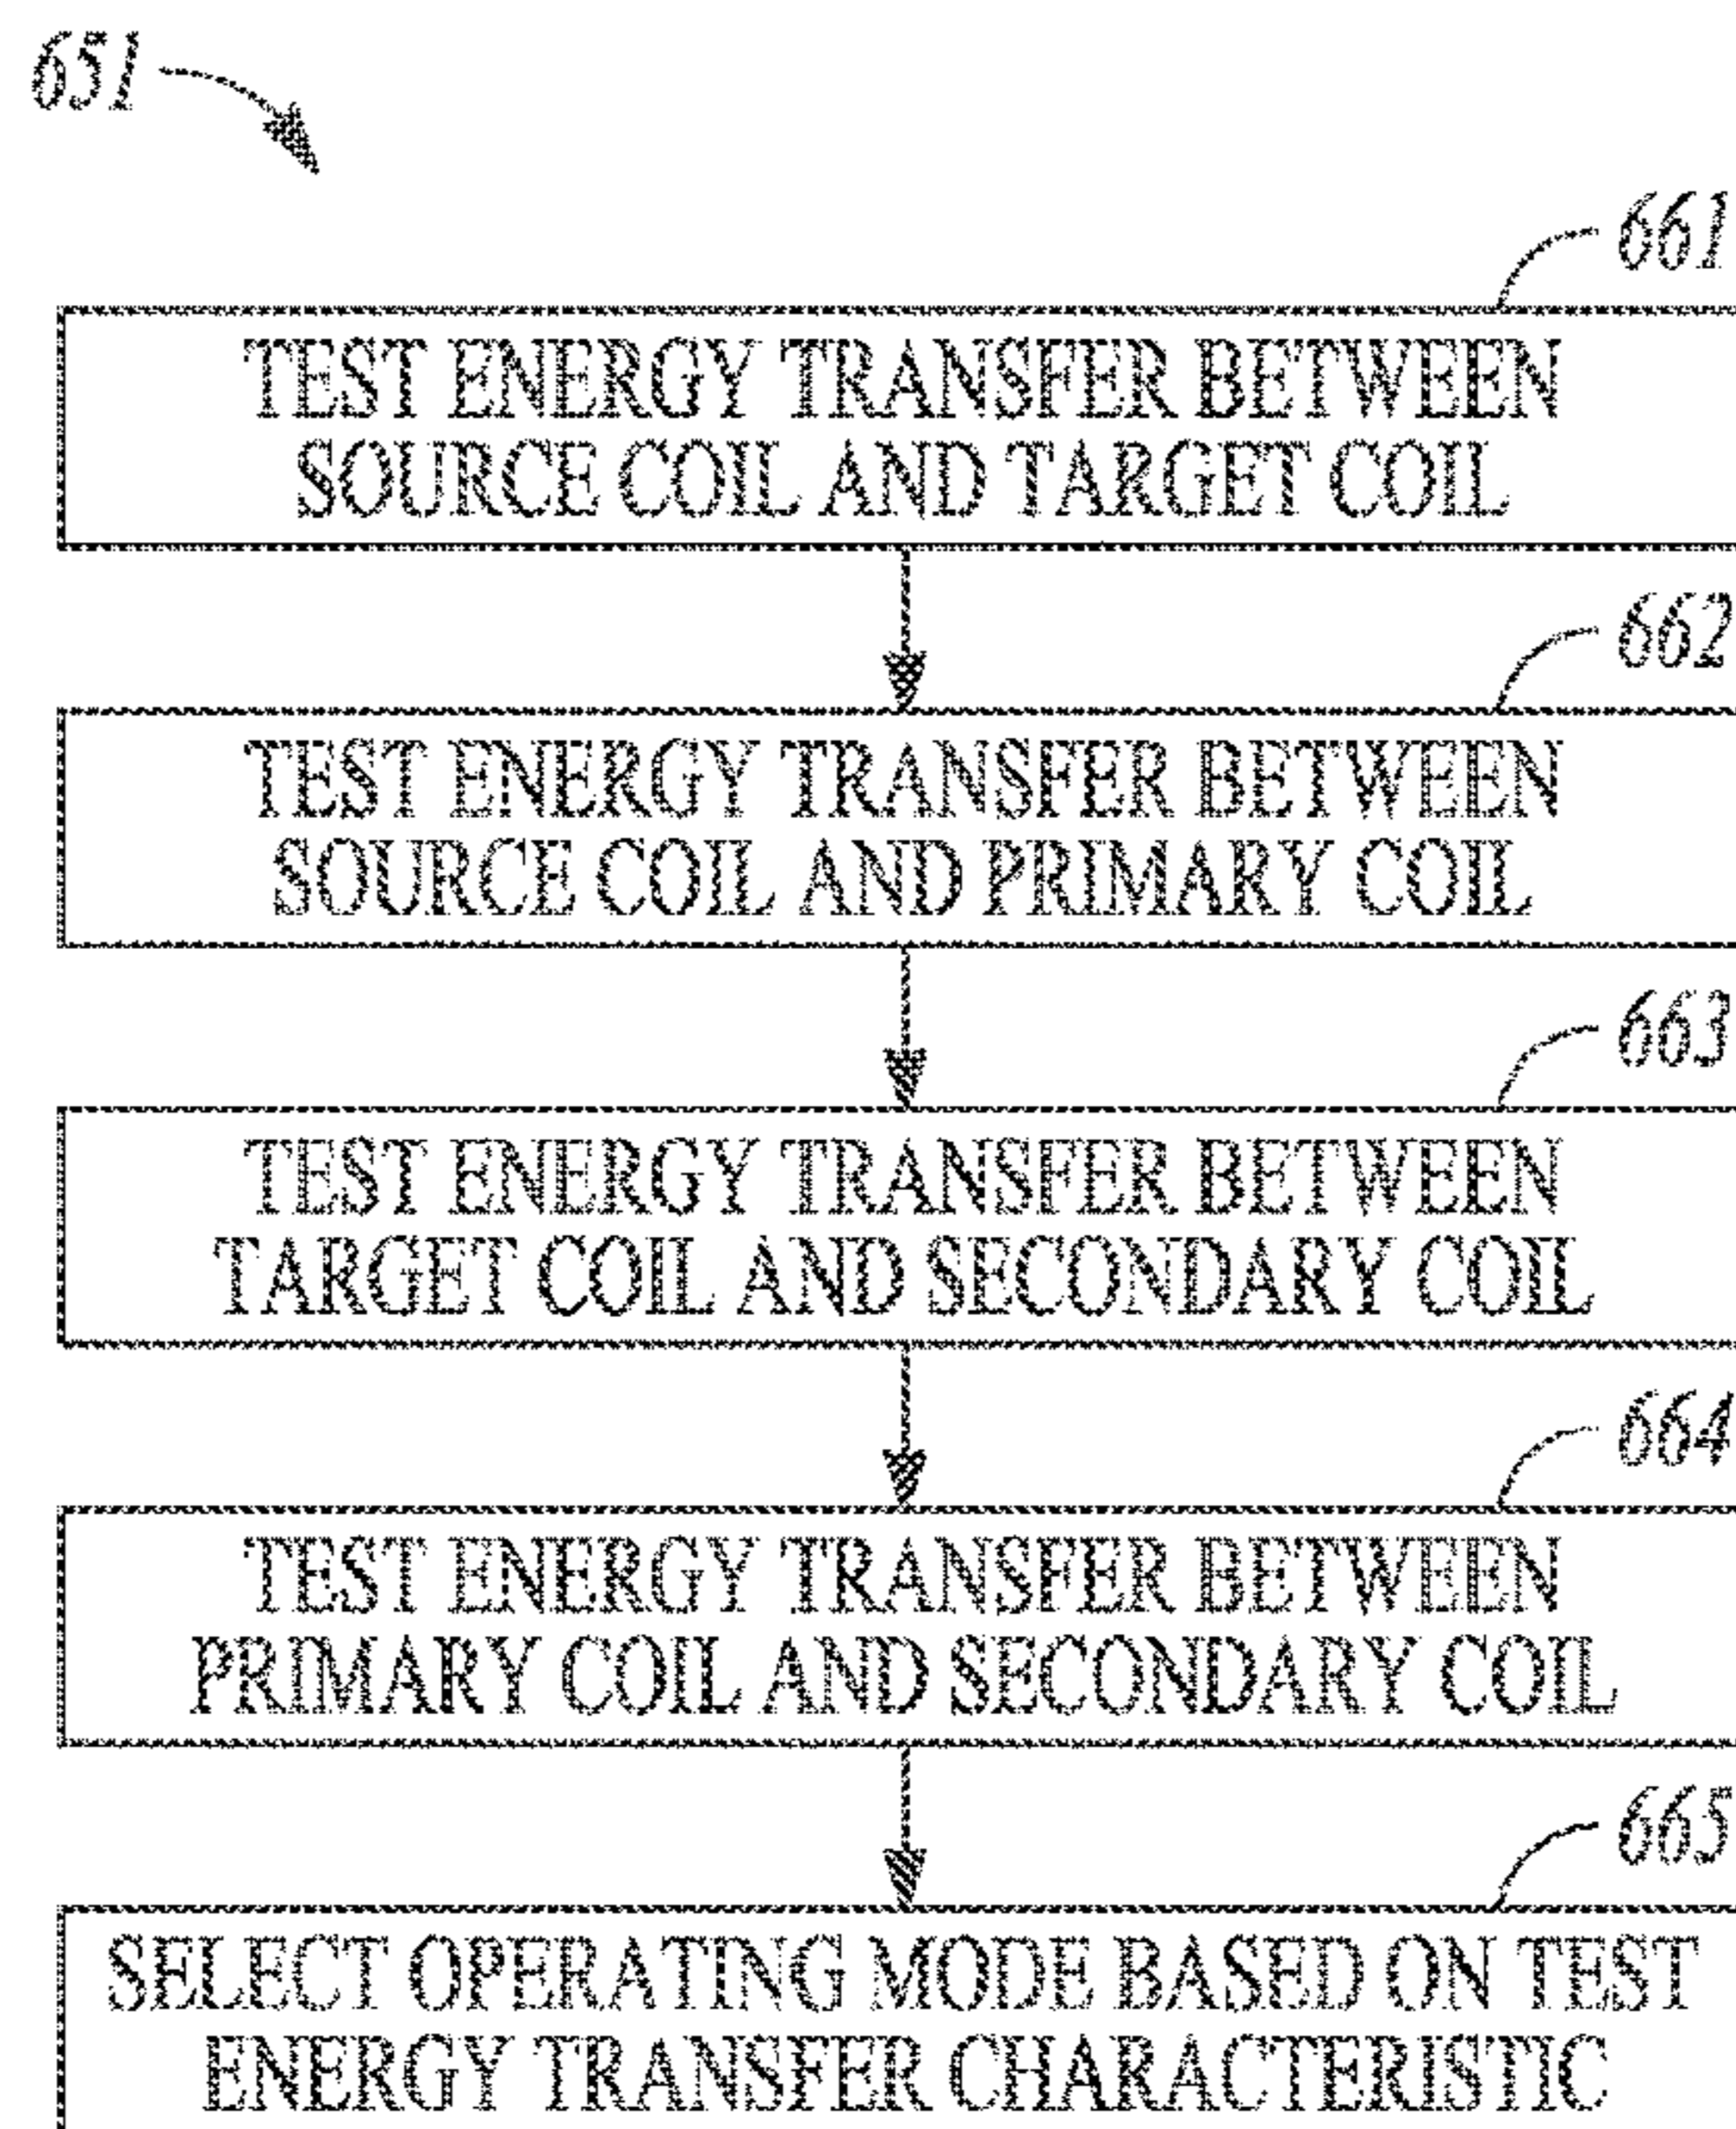 651
661
TEST ENERGY TRANSFER BETWEEN
SOURCE COIL AND TARGET COIL
662
TEST ENERGY TRANSFER BETWEEN
SOURCE COIL AND PRIMARY COIL
663
TEST ENERGY TRANSFER BETWEEN
TARGET COIL AND SECONDARY COIL
664
TEST ENERGY TRANSFER BETWEEN
PRIMARY COIL AND SECONDARY COIL
665
SELECT OPERATING MODE BASED ON TEST
ENERGY TRANSFER CHARACTERISTIC